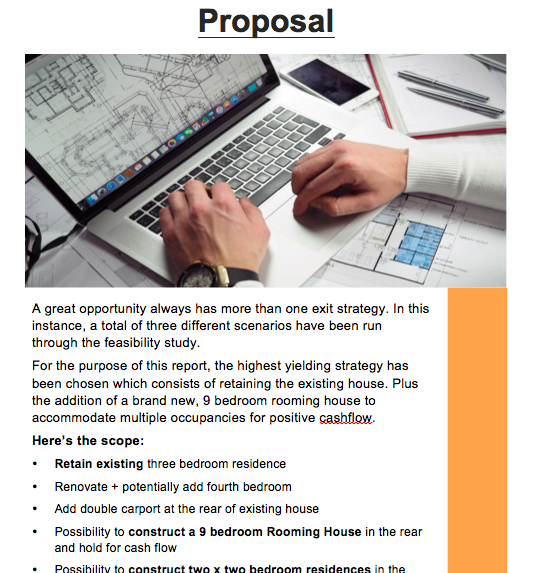 Proposal
A great opportunity always has more than one exit strategy. In this
instance, a total of three different scenarios have been run
through the feasibility study.
For the purpose of this report, the highest yielding strategy has
been chosen which consists of retaining the existing house. Plus
the addition of a brand new, 9 bedroom rooming house to
accommodate multiple occupancies for positive cashflow.
Here's the scope:
• Retain existing three bedroom residence
• Renovate + potentially add fourth bedroom
• Add double carport at the rear of existing house
• Possibility to construct a 9 bedroom Rooming House in the rear
and hold for cash flow
• Possibility to construct two x two bedroom residences in the